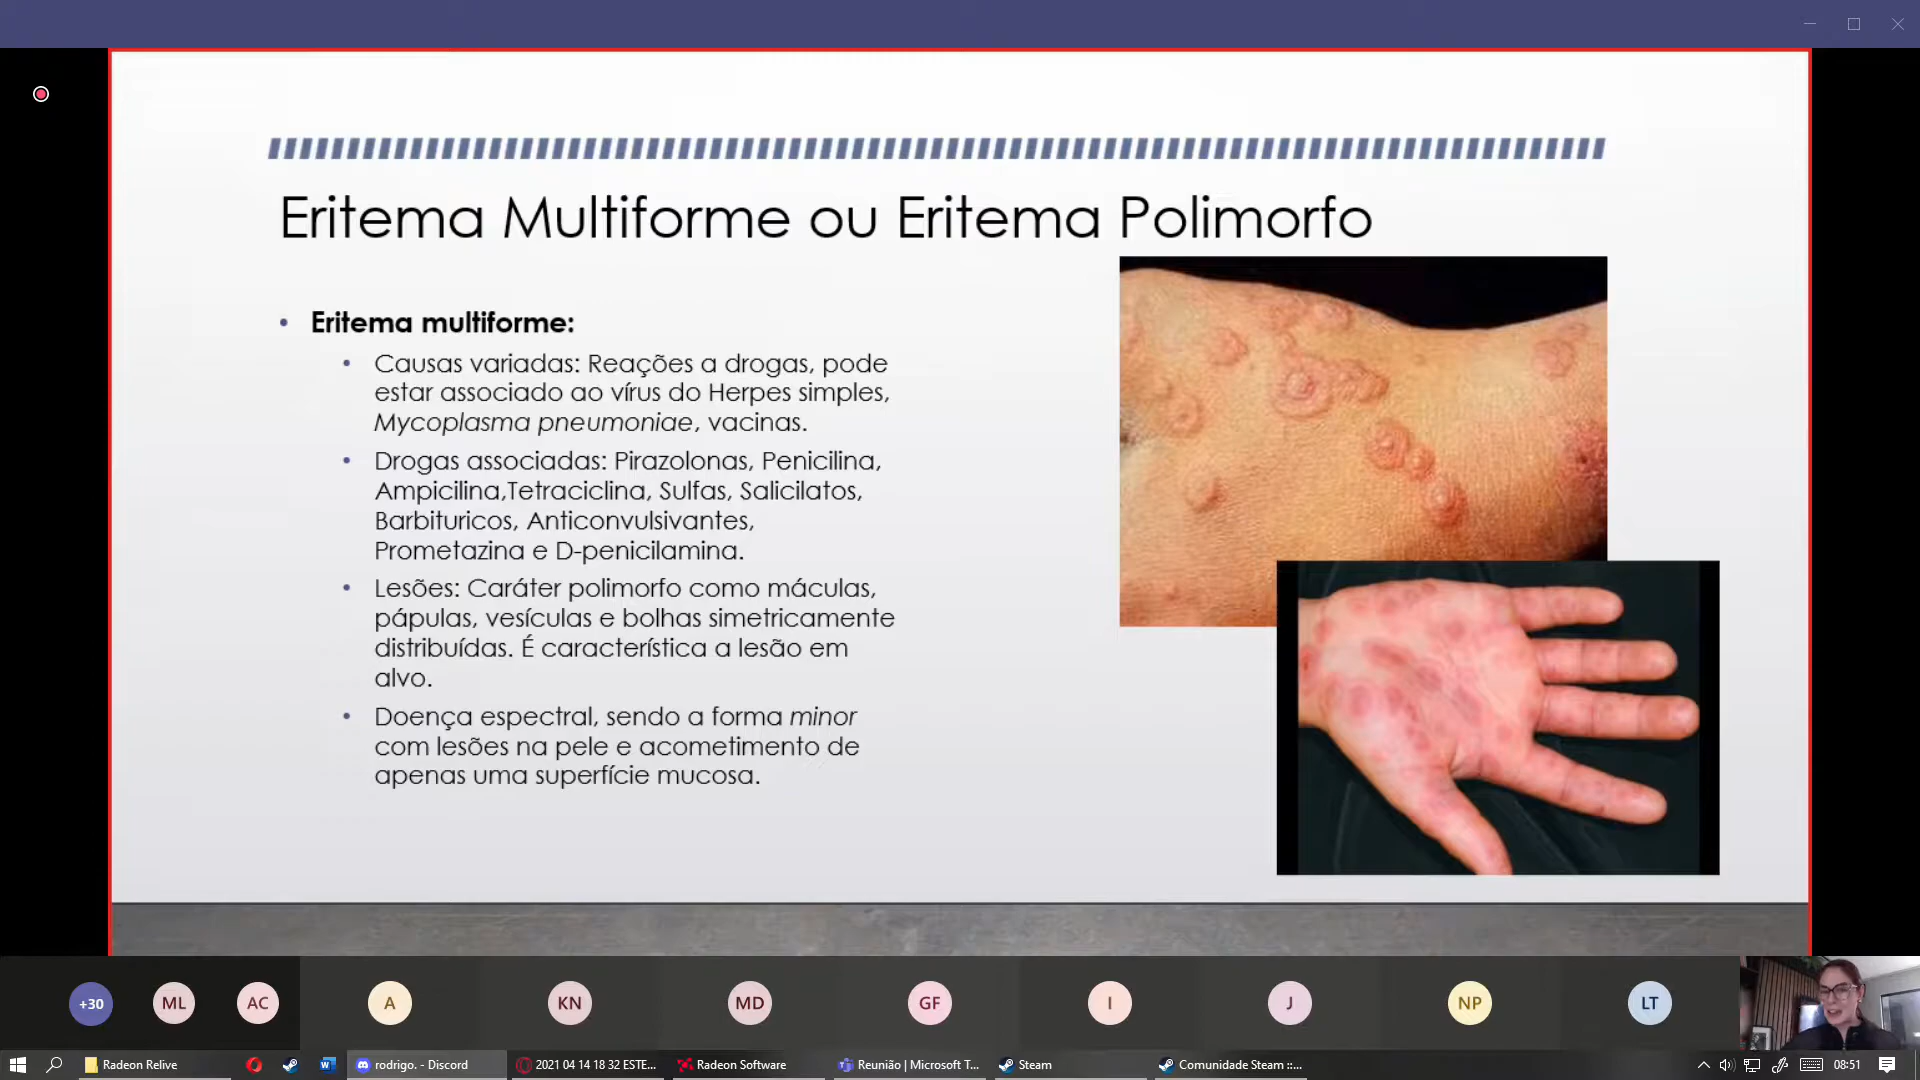 Eritema Multiforme ou Eritema Polimorfo
• Eritema multiforme:
• Causas variadas: Reações a drogas, pode
estar associado ao vírus do Herpes simples,
Mycoplasma pneumoniae, vacinas.
• Drogas associadas: Pirazolonas, Penicilina,
Ampicilina,Tetraciclina, Sulfas, Salicilatos,
Barbituricos, Anticonvulsivantes,
Prometazina e D-penicilamina.
• Lesões: Caráter polimorfo como máculas,
pápulas, vesículas e bolhas simetricamente
distribuídas. É característica a lesão em
alvo.
• Doença espectral, sendo a forma minor
com lesões na pele e acometimento de
apenas uma superfície mucosa.
+30 ML AC A KN MD GF I J NP LT
Radeon Relive rodrigo. - Discord 2021 04 14 18 32 ESTE... Radeon Software Reunião | Microsoft T... Steam Comunidade Steam ::... 08:51